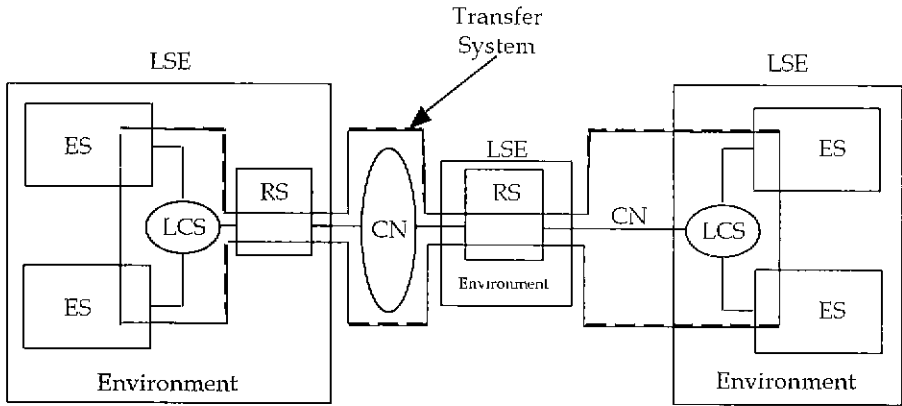 Transfer
System
LSE
LSE
ES
ES
LSE
RS
RS
CN
CN
LCS
LCS
Environment
ES
ES
Environment
Environment